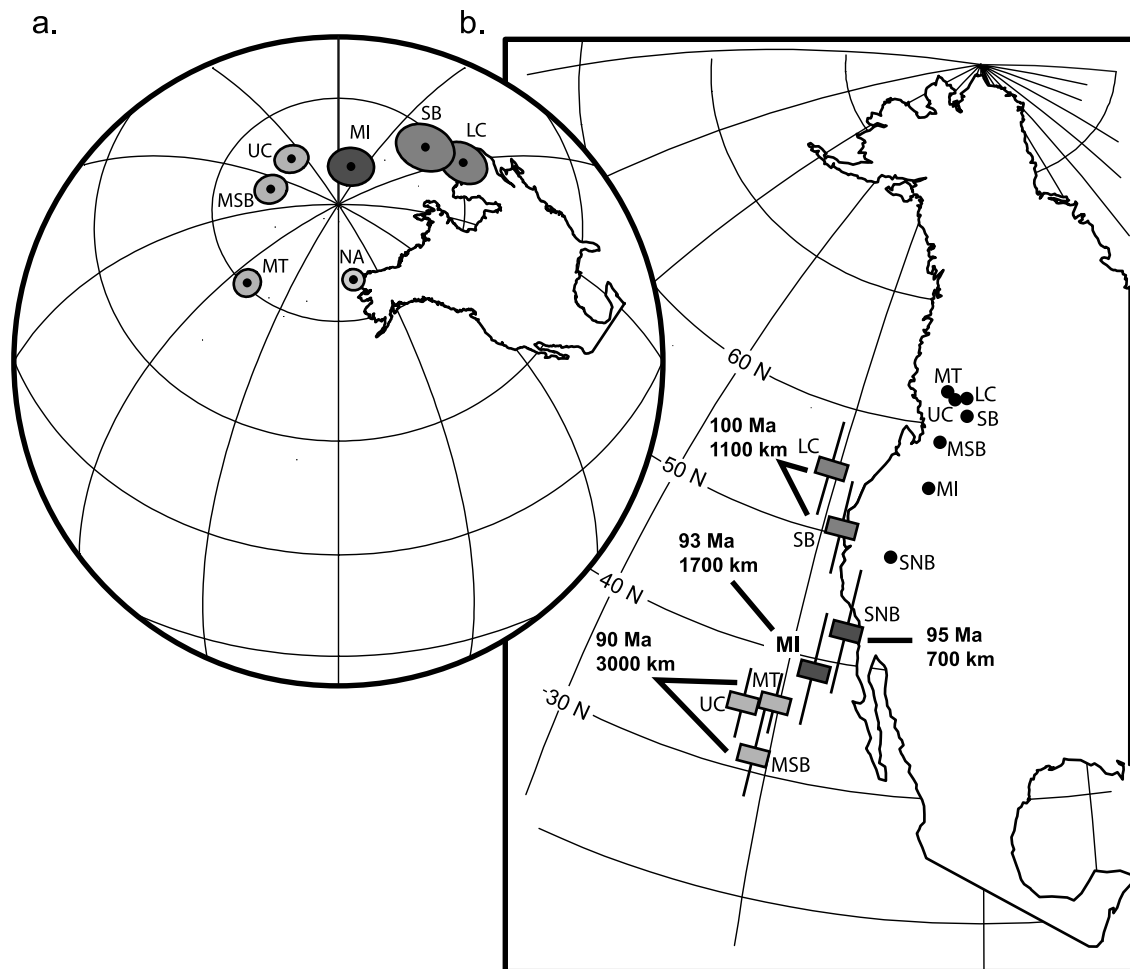 a.
b.
SB
MI
LC
UC
MSB
MT
NA
60 N
MT
LC
UC
SB
100 Ma
1100 km
LC
MSB
50 N
MI
SB
93 Ma
1700 km
SNB
40 N
SNB
90 Ma
3000 km
MI
95 Ma
700 km
MT
UC
30 N
MSB